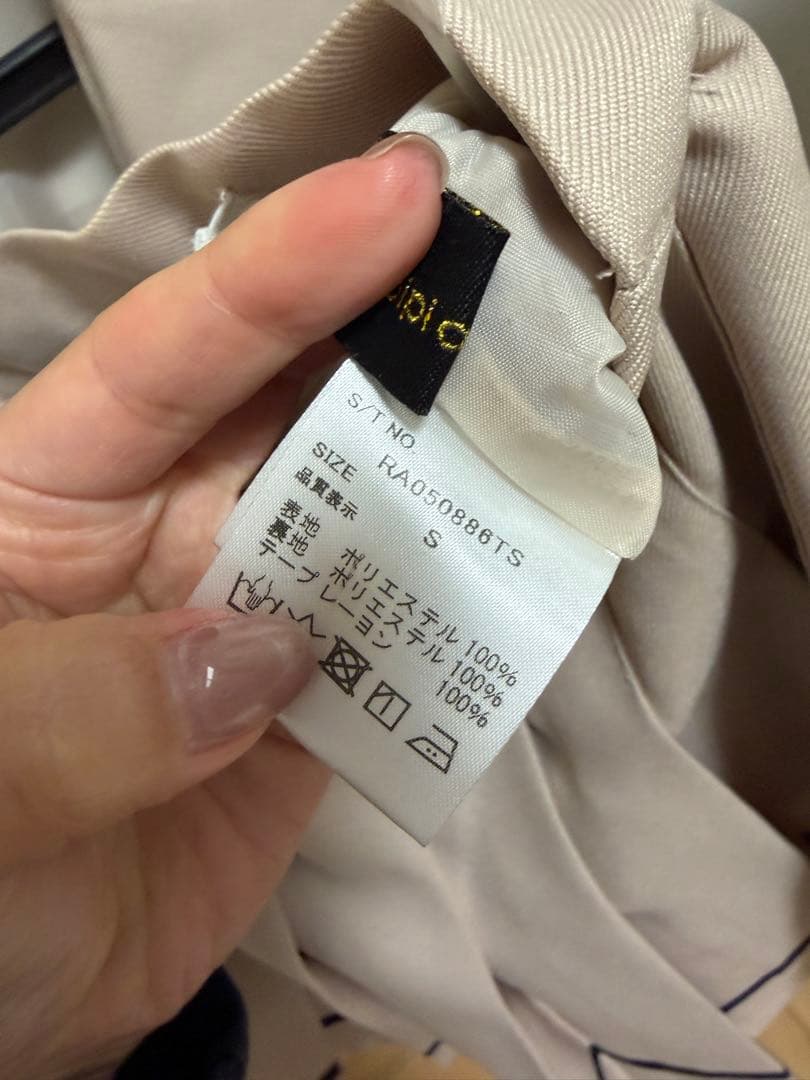 ipi o
S/T NO.
RA050886TS
SIZE
S
品質表示
表地 ポリエステル 100%
裏地 ポリエステル 100%
テープ レーヨン 100%